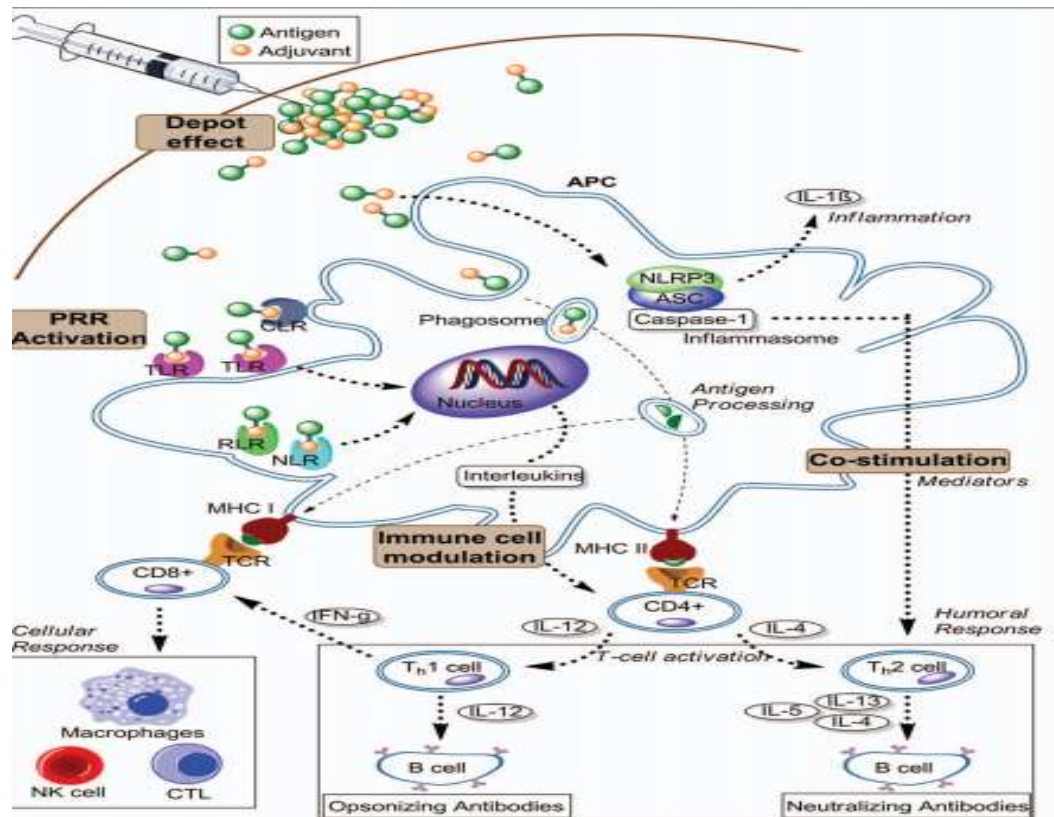 Antigen
Adjuvant
Depot
effect
APC
IL-1ß
Inflammation
NLRP3
ASC
Caspase-1
Inflammasome
PRR
Activation
CLR
TLR
TLR
Phagosome
Nucleus
Antigen
Processing
RLR
NLR
Interleukins
Co-stimulation
Mediators
MHC I
TCR
Immune cell
modulation
MHC II
TCR
CD8+
CD4+
IFN-g
IL-12
IL-4
Cellular
Response
Humoral
Response
T-cell activation
Th1 cell
Th2 cell
IL-12
IL-5
IL-13
IL-4
Macrophages
NK cell
CTL
B cell
B cell
Opsonizing Antibodies
Neutralizing Antibodies